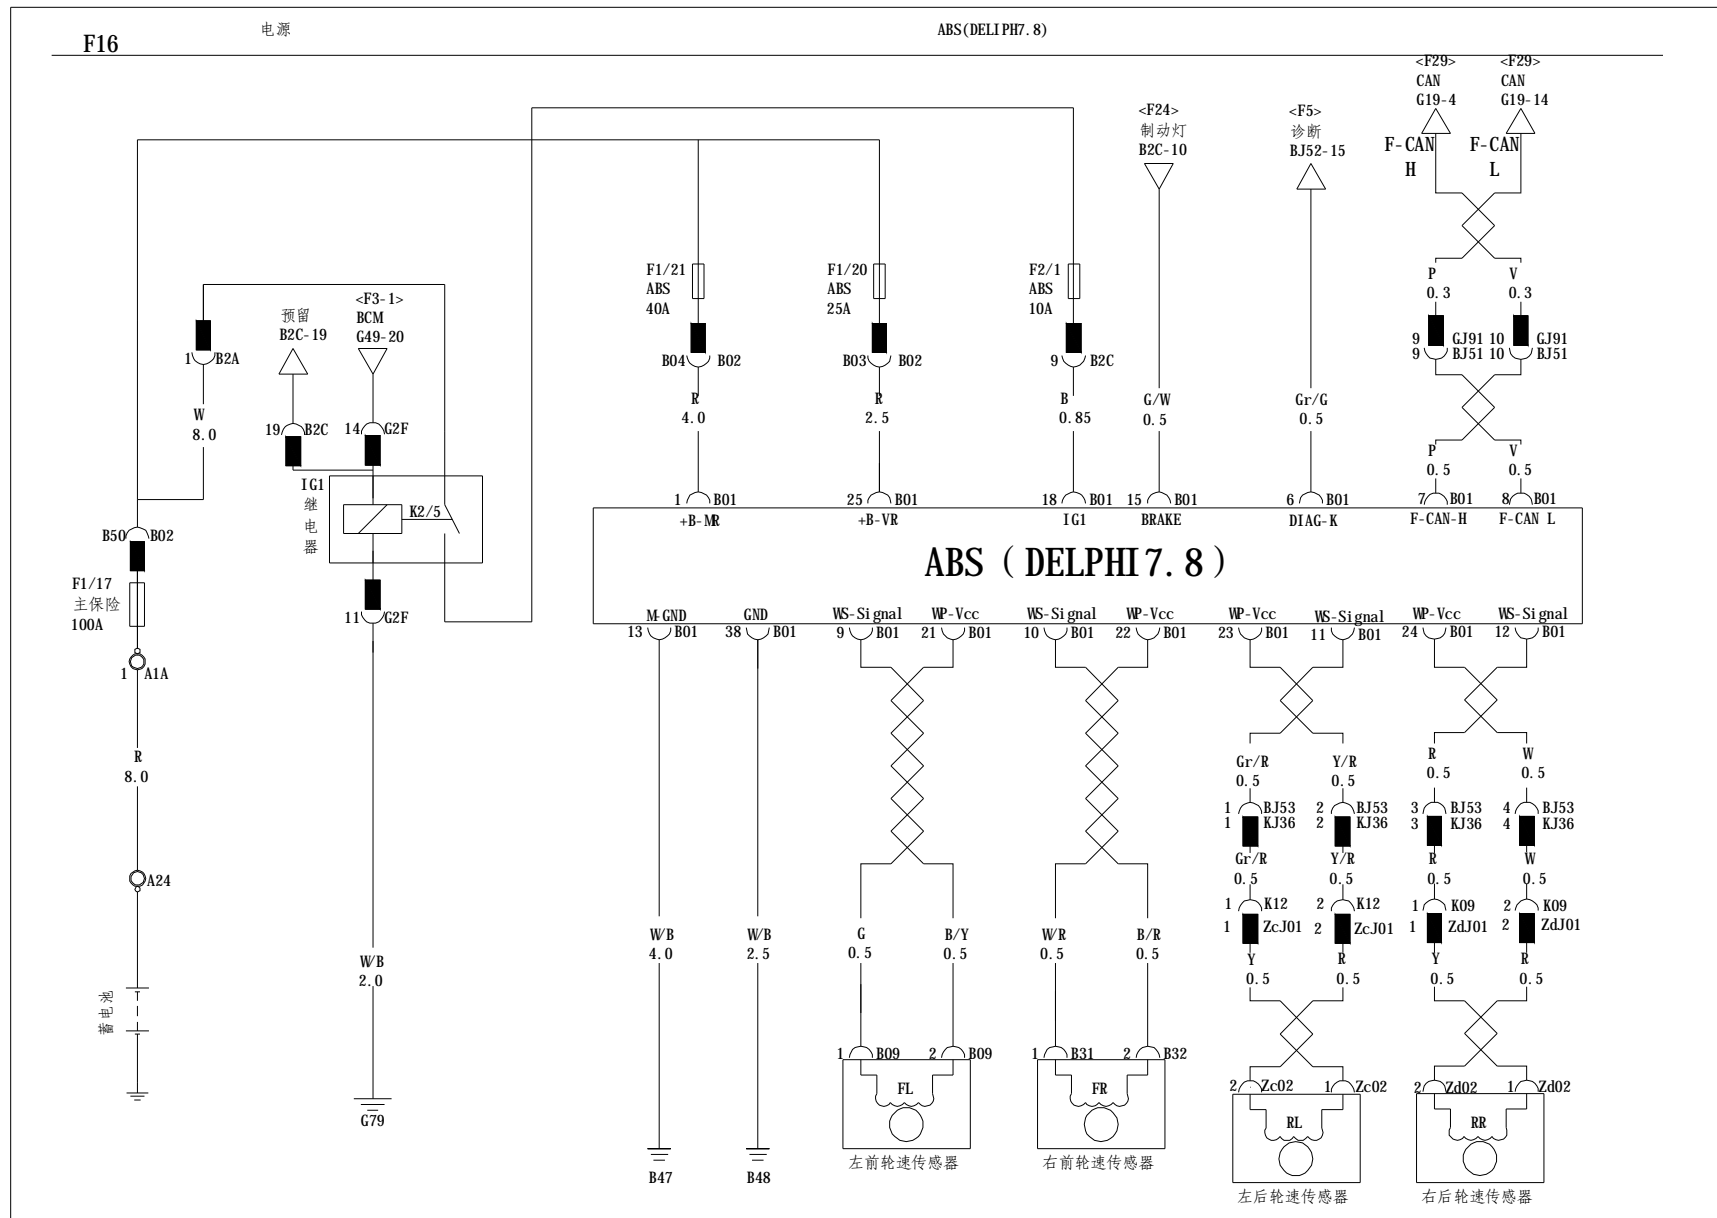 F16
电源
ABS(DELIPH7.8)
<F29>
CAN
G19-4
<F29>
CAN
G19-14
F-CAN
H
F-CAN
L
<F24>
制动灯
B2C-10
<F5>
诊断
BJ52-15
F1/21
ABS
40A
F1/20
ABS
25A
F2/1
ABS
10A
P
0.3
V
0.3
预留
B2C-19
<F3-1>
BCM
G49-20
1 B2A
B04 B02
B03 B02
9 B2C
9 GJ91
9 BJ51
10 GJ91
10 BJ51
W
8.0
19 B2C
14 G2F
R
4.0
R
2.5
B
0.85
G/W
0.5
Gr/G
0.5
P
0.5
V
0.5
IG1
继
电
器
K2/5
1 B01
25 B01
18 B01
15 B01
6 B01
7 B01
8 B01
+B-MR
+B-VR
IG1
BRAKE
DIAG-K
F-CAN-H
F-CAN L
ABS（DELPHI7.8）
B50 B02
F1/17
主保险
100A
11 G2F
M-GND
GND
WS-Signal
WP-Vcc
WS-Signal
WP-Vcc
WP-Vcc
WS-Signal
WP-Vcc
WS-Signal
13 B01
38 B01
9 B01
21 B01
10 B01
22 B01
23 B01
11 B01
24 B01
12 B01
1 A1A
R
8.0
Gr/R
0.5
Y/R
0.5
R
0.5
W
0.5
1 BJ53
1 KJ36
2 BJ53
2 KJ36
3 BJ53
3 KJ36
4 BJ53
4 KJ36
Gr/R
0.5
Y/R
0.5
R
0.5
W
0.5
A24
1 K12
1 ZcJ01
2 K12
2 ZcJ01
1 K09
1 ZdJ01
2 K09
2 ZdJ01
W/B
2.0
W/B
4.0
W/B
2.5
G
0.5
B/Y
0.5
W/R
0.5
B/R
0.5
Y
0.5
R
0.5
Y
0.5
R
0.5
蓄电池
1 B09
2 B09
1 B31
2 B32
2 Zc02
1 Zc02
2 Zd02
1 Zd02
FL
FR
RL
RR
G79
B47
B48
左前轮速传感器
右前轮速传感器
左后轮速传感器
右后轮速传感器